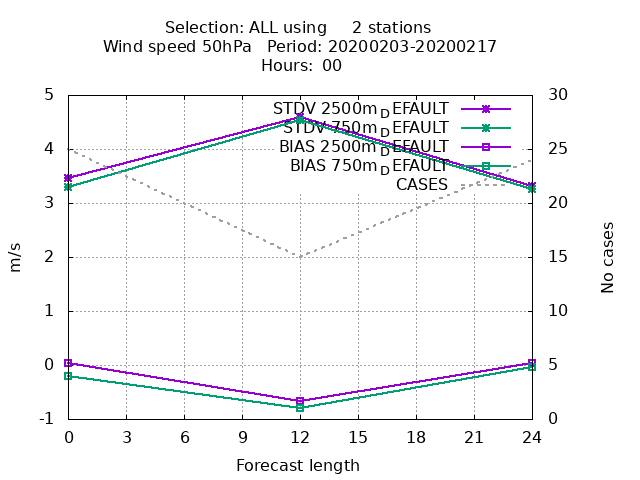 Selection: ALL using     2 stations
Wind speed 50hPa   Period: 20200203-20200217
Hours: 00
STDV 2500m_DEFAULT
STDV 750m_DEFAULT
BIAS 2500m_DEFAULT
BIAS 750m_DEFAULT
CASES
5
4
3
2
1
0
-1
m/s
30
25
20
15
10
5
0
No cases
0 3 6 9 12 15 18 21 24
Forecast length